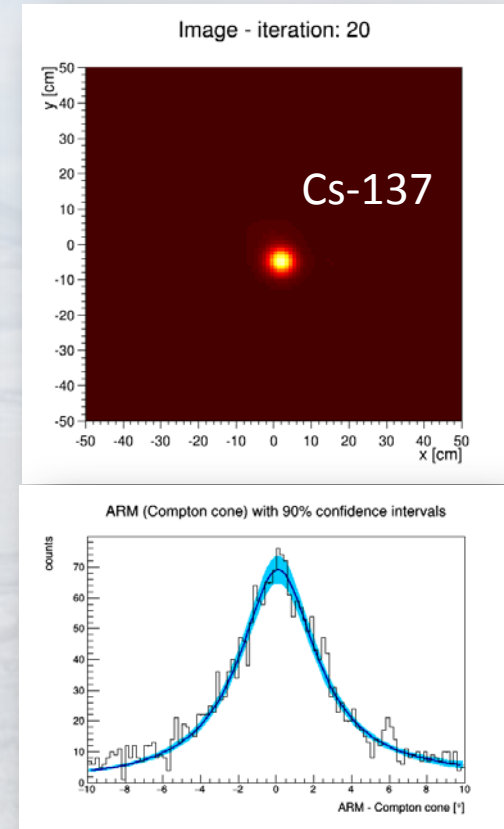 Image - iteration: 20
y [cm]
50
40
30
20
10
0
-10
-20
-30
-40
-50
Cs-137
-50 -40 -30 -20 -10 0 10 20 30 40 50
x [cm]
ARM (Compton cone) with 90% confidence intervals
counts
70
60
50
40
30
20
10
0
-10 -8 -6 -4 -2 0 2 4 6 8 10
ARM - Compton cone [°]